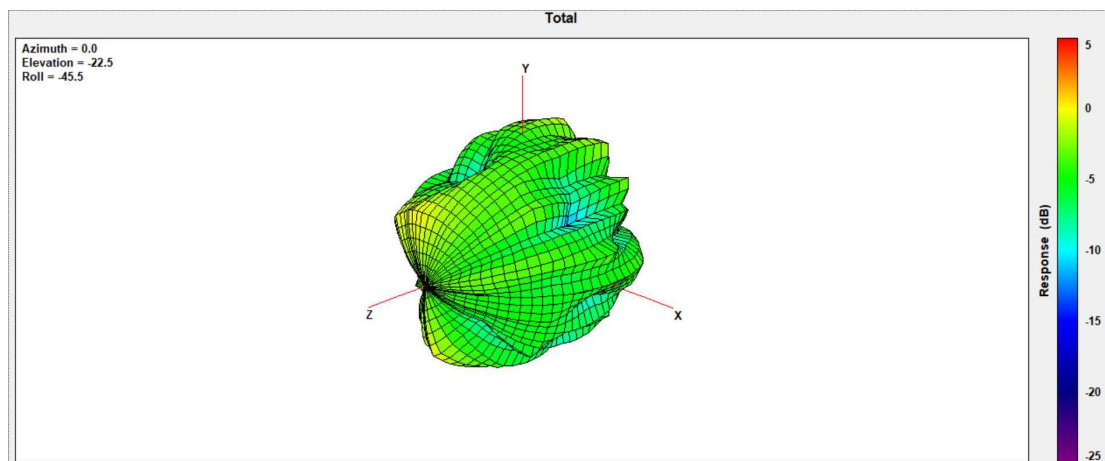 Total
Azimuth = 0.0
Elevation = -22.5
Roll = -45.5
Y
Z
X
5
0
-5
-10
-15
-20
-25
Response (dB)